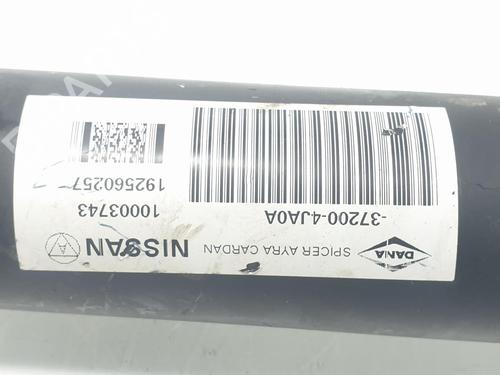 DANA
SPICER AYRA CARDAN
NISSAN
A
-37200-4JA0A
10003743
192560257